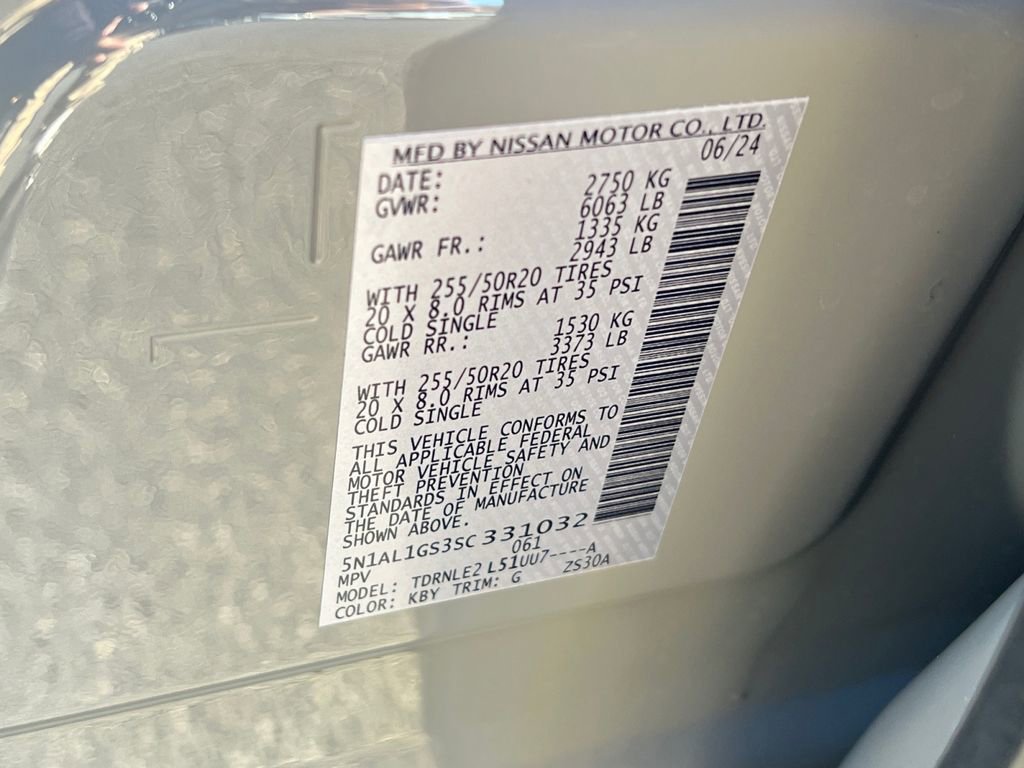 MFD BY NISSAN MOTOR CO., LTD.
DATE: 06/24
GVWR: 2750 KG
6063 LB
GAWR FR.: 1335 KG
2943 LB
WITH 255/50R20 TIRES
20 X 8.0 RIMS AT 35 PSI
COLD SINGLE
GAWR RR.: 1530 KG
3373 LB
WITH 255/50R20 TIRES
20 X 8.0 RIMS AT 35 PSI
COLD SINGLE
THIS VEHICLE CONFORMS TO
ALL APPLICABLE FEDERAL
MOTOR VEHICLE SAFETY AND
THEFT PREVENTION
STANDARDS IN EFFECT ON
THE DATE OF MANUFACTURE
SHOWN ABOVE.
5N1AL1GS3SC331032
MPV 061
MODEL: TDRNLE2 L51UU7----A
COLOR: KBY TRIM: G ZS30A